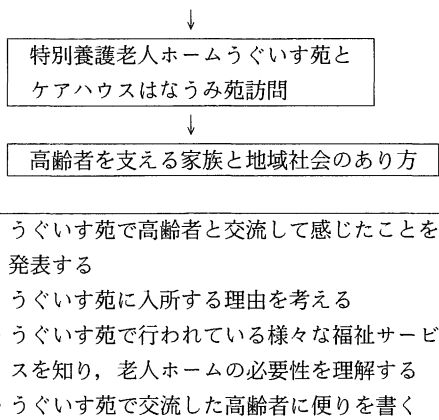 ↓
特別養護老人ホームうぐいす苑と
ケアハウスはなうみ苑訪問
↓
高齢者を支える家族と地域社会のあり方
うぐいす苑で高齢者と交流して感じたことを
発表する
うぐいす苑に入所する理由を考える
・うぐいす苑で行われている様々な福祉サービ
スを知り，老人ホームの必要性を理解する
・うぐいす苑で交流した高齢者に便りを書く